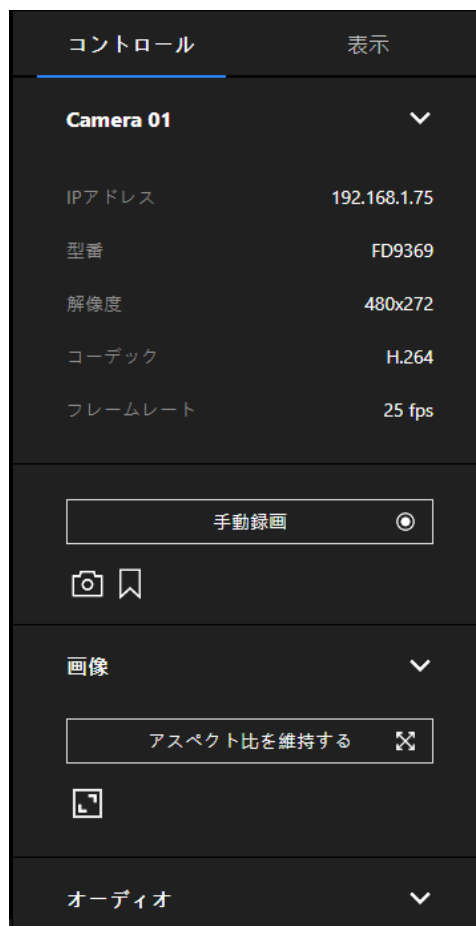 コントロール 表示
Camera 01
IPアドレス 192.168.1.75
型番 FD9369
解像度 480x272
コーデック H.264
フレームレート 25 fps
手動録画
画像
アスペクト比を維持する
オーディオ